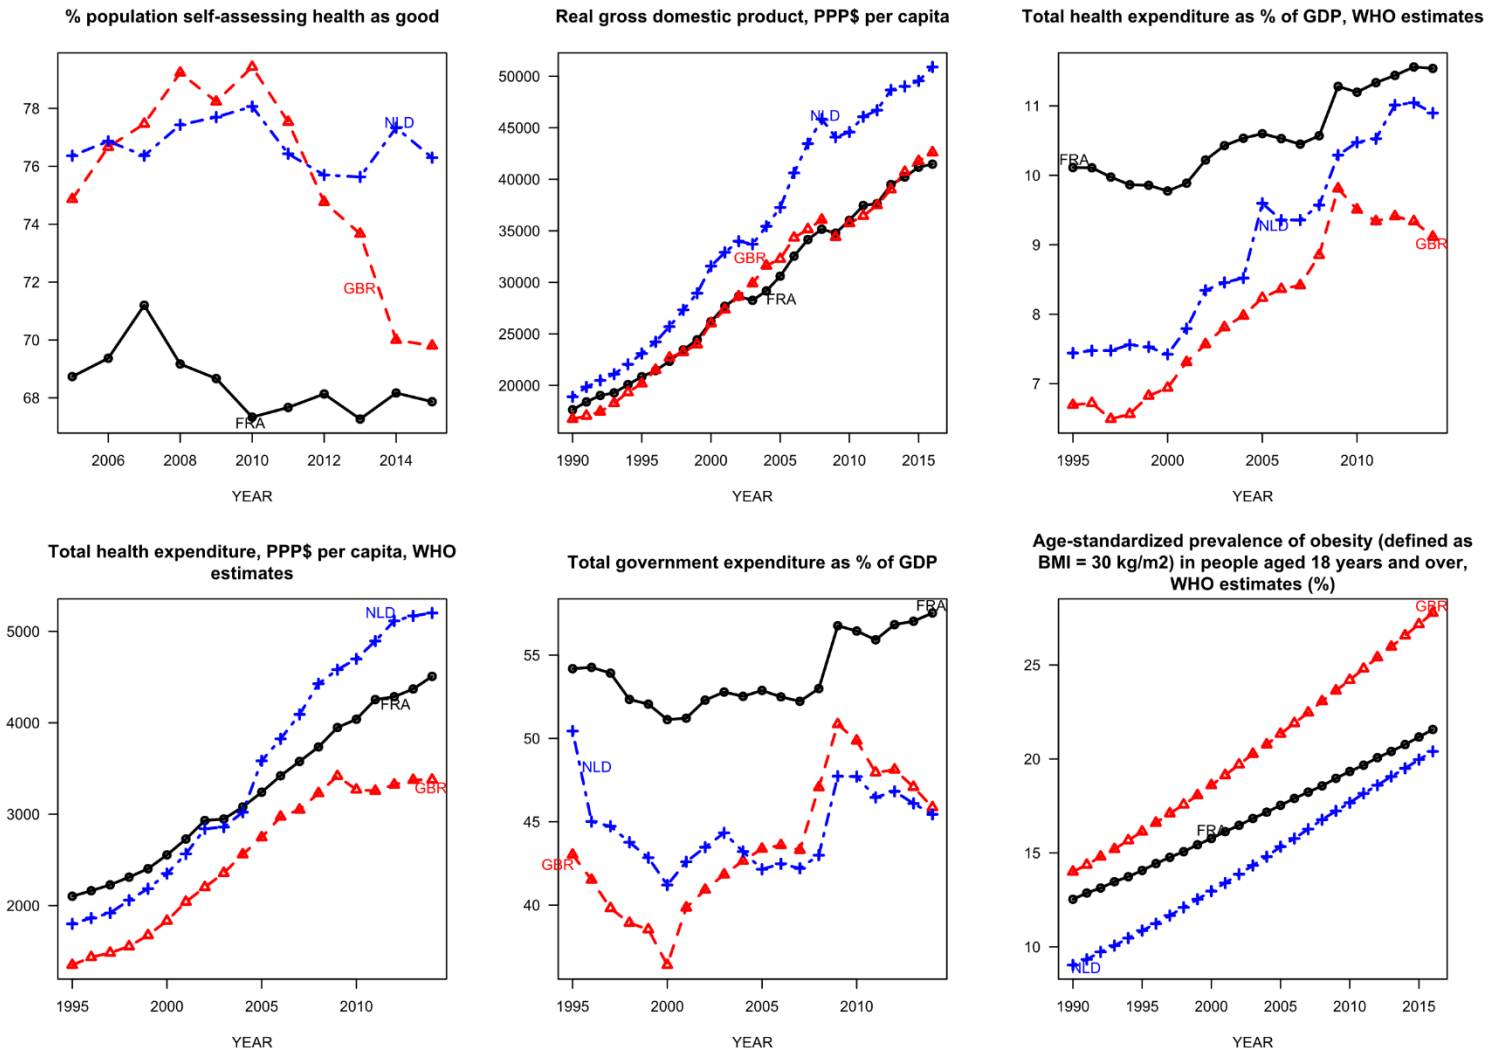 % population self-assessing health as good
78
76
74
72
70
68
NLD
GBR
FRA
2006 2008 2010 2012 2014
YEAR
Real gross domestic product, PPP$ per capita
50000
45000
40000
35000
30000
25000
20000
NLD
GBR
FRA
1990 1995 2000 2005 2010 2015
YEAR
Total health expenditure as % of GDP, WHO estimates
11
10
9
8
7
FRA
NLD
GBR
1995 2000 2005 2010
YEAR
Total health expenditure, PPP$ per capita, WHO
estimates
5000
4000
3000
2000
NLD
FRA
GBR
1995 2000 2005 2010
YEAR
Total government expenditure as % of GDP
55
50
45
40
FRA
NLD
GBR
1995 2000 2005 2010
YEAR
Age-standardized prevalence of obesity (defined as
BMI = 30 kg/m2) in people aged 18 years and over,
WHO estimates (%)
25
20
15
10
GBR
FRA
NLD
1990 1995 2000 2005 2010 2015
YEAR